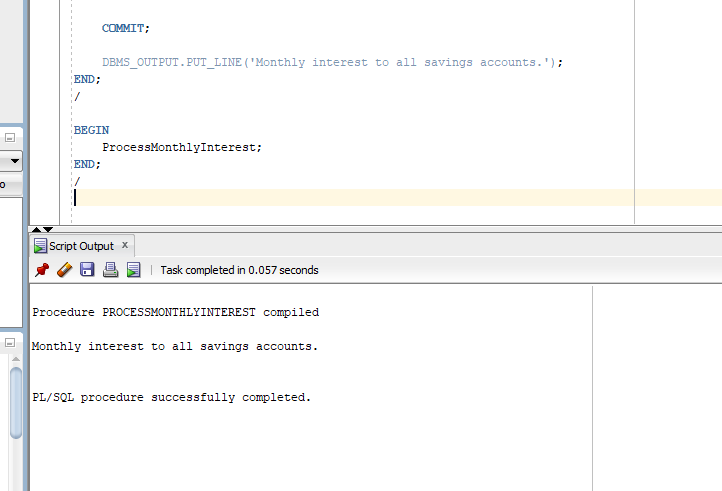 COMMIT;
DBMS_OUTPUT.PUT_LINE('Monthly interest to all savings accounts.');
END;
/
BEGIN
ProcessMonthlyInterest;
END;
/
Script Output x
Task completed in 0.057 seconds
Procedure PROCESSMONTHLYINTEREST compiled
Monthly interest to all savings accounts.
PL/SQL procedure successfully completed.